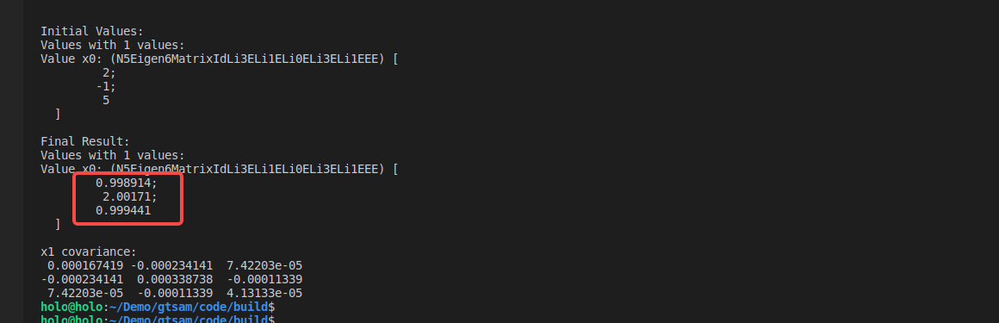 Initial Values:
Values with 1 values:
Value x0: (N5Eigen6MatrixIdLi3ELi1ELi0ELi3ELi1EEE) [
2;
-1;
5
]
Final Result:
Values with 1 values:
Value x0: (N5Eigen6MatrixIdLi3ELi1ELi0ELi3ELi1EEE) [
0.998914;
2.00171;
0.999441
]
x1 covariance:
0.000167419 -0.000234141 7.42203e-05
-0.000234141 0.000338738 -0.00011339
7.42203e-05 -0.00011339 4.13133e-05
holo@holo:~/Demo/gtsam/code/build$
holo@holo:~/Demo/gtsam/code/build$